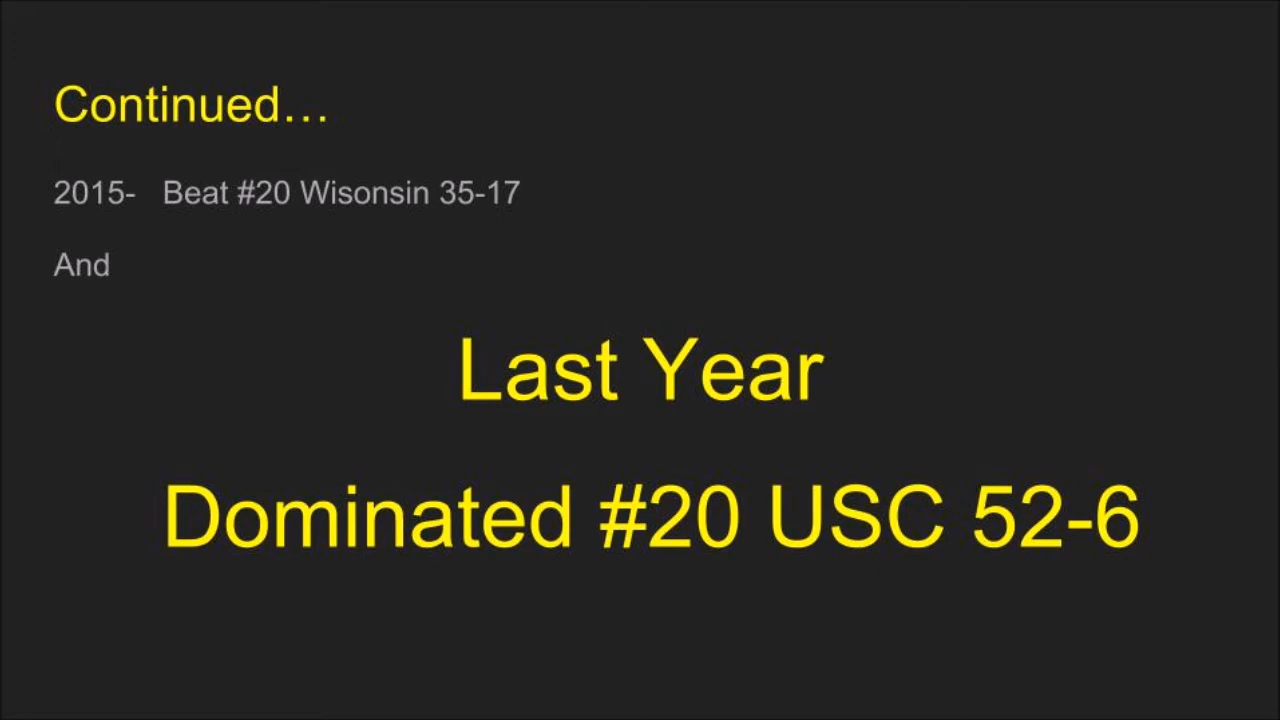 Continued…
2015- Beat #20 Wisonsin 35-17
And
Last Year
Dominated #20 USC 52-6